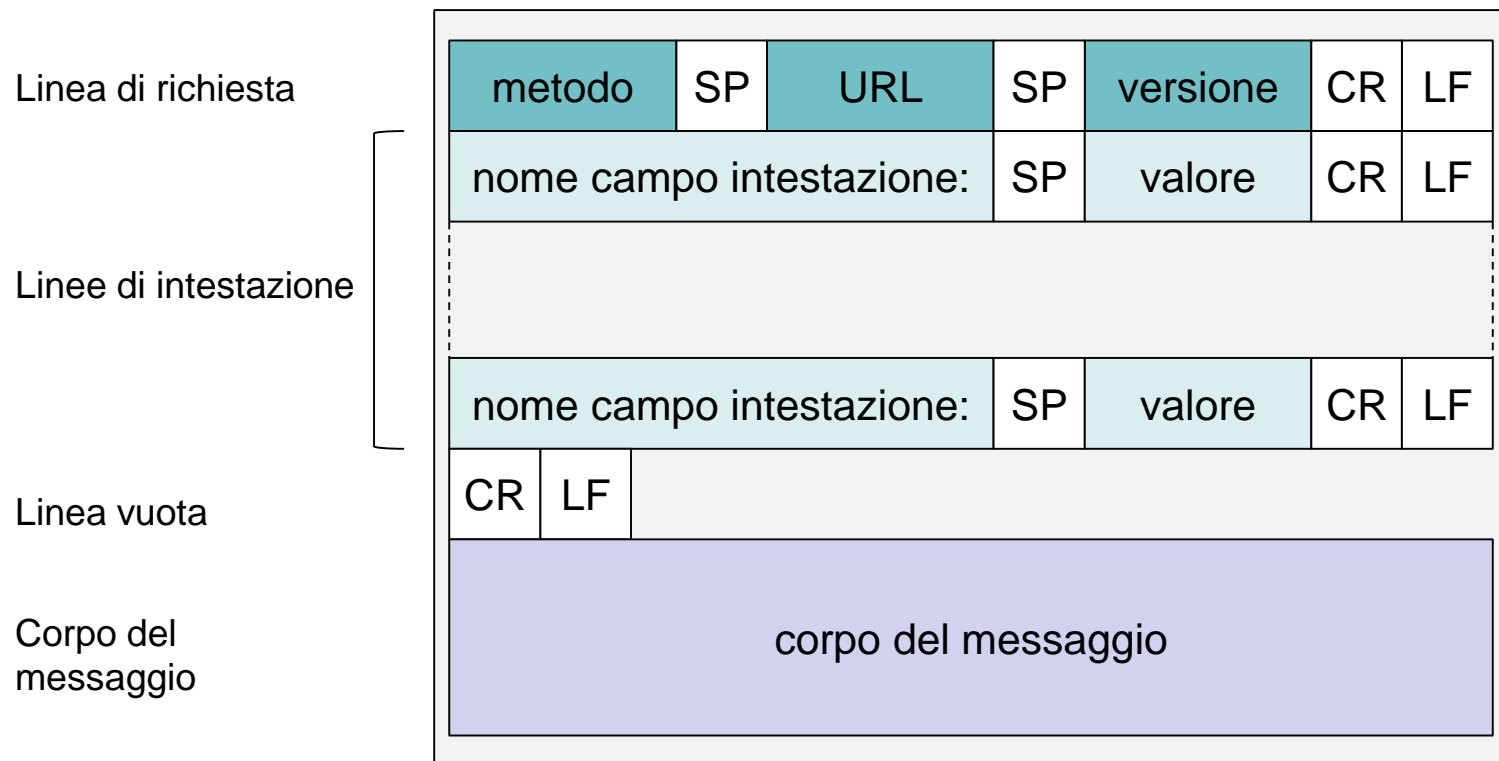 Linea di richiesta
metodo SP URL SP versione CR LF
nome campo intestazione: SP valore CR LF
Linee di intestazione
nome campo intestazione: SP valore CR LF
Linea vuota
CR LF
Corpo del
messaggio
corpo del messaggio